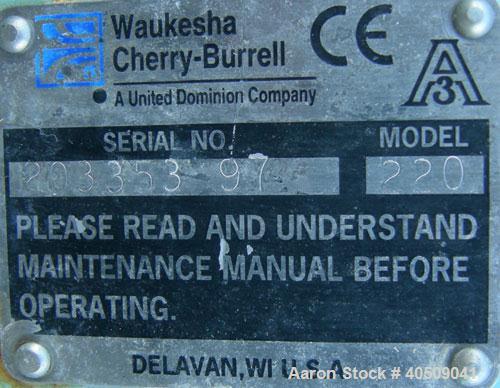 Waukesha
Cherry-Burrell
A United Dominion Company
CE
A
3
SERIAL NO. MODEL
203353 97 220
PLEASE READ AND UNDERSTAND
MAINTENANCE MANUAL BEFORE
OPERATING.
DELAVAN, WI U.S.A.
Aaron Stock # 40509041